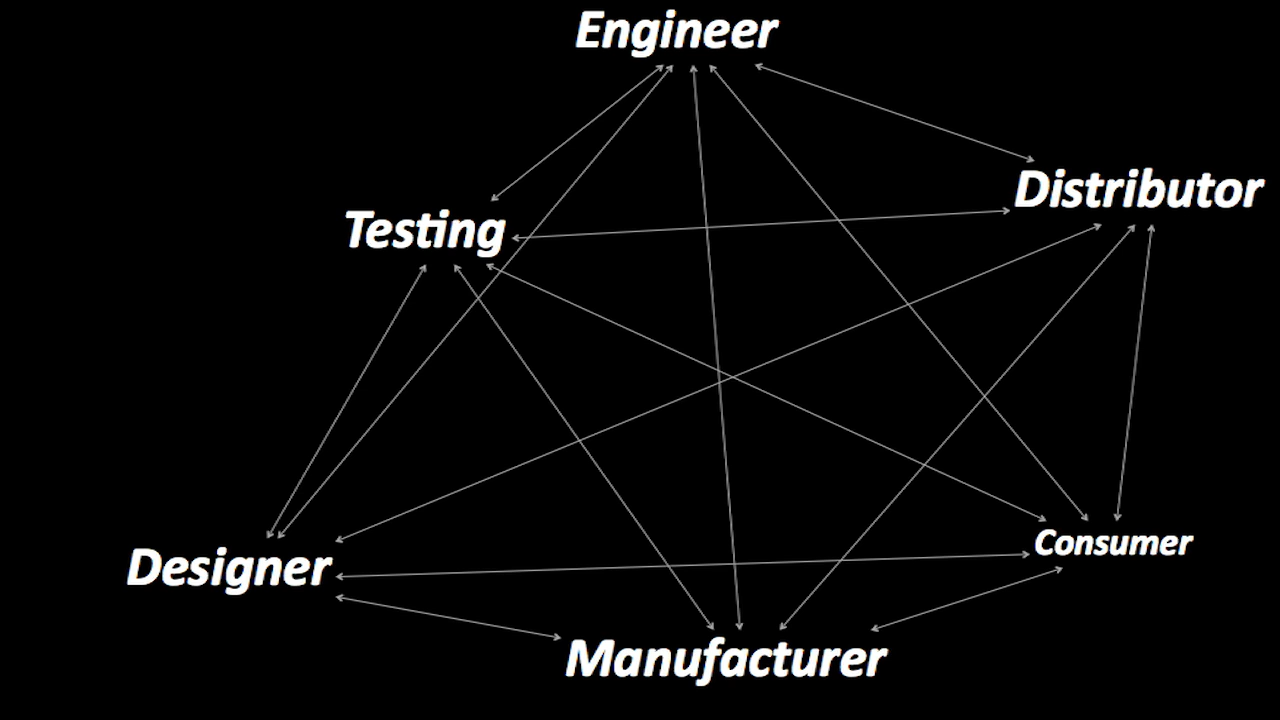 Engineer
Distributor
Testing
Consumer
Designer
Manufacturer